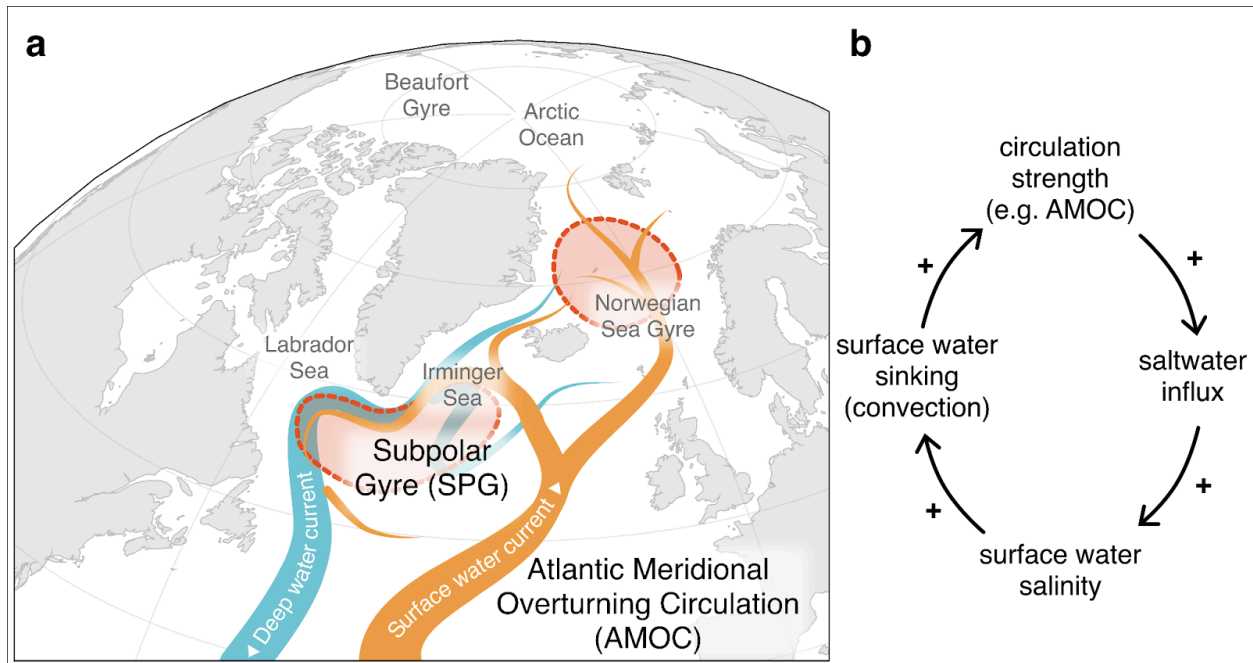 a
Beaufort
Gyre
Arctic
Ocean
Norwegian
Sea Gyre
Labrador
Sea
Irminger
Sea
Subpolar
Gyre (SPG)
◀ Deep water current
Surface water current ▶
Atlantic Meridional
Overturning Circulation
(AMOC)
b
circulation
strength
(e.g. AMOC)
+
saltwater
influx
+
surface water
salinity
+
surface water
sinking
(convection)
+